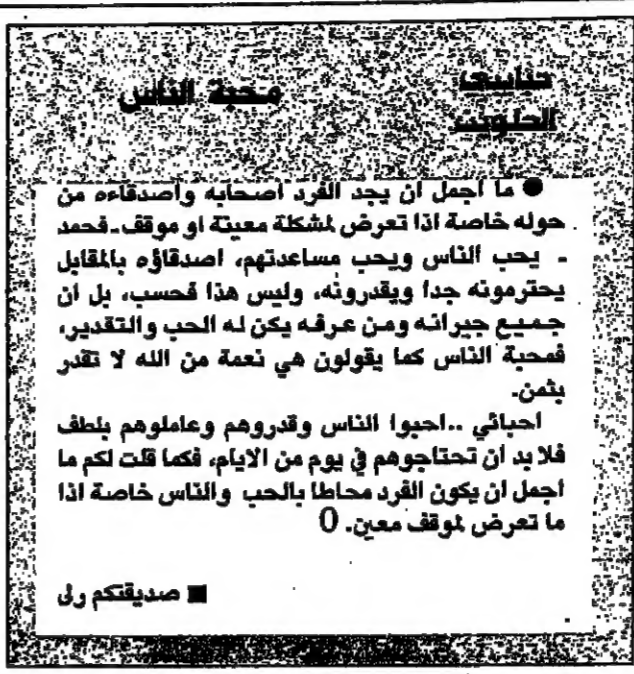 حبايبي
الحلوين
محبة الناس
● ما اجمل ان يجد الفرد اصحابه واصدقاءه من
حوله خاصة اذا تعرض لمشكلة معينة او موقف۔ فحمد
۔ يحب الناس ويحب مساعدتهم، اصدقاؤه بالمقابل
يحترمونه جدا ويقدرونه، وليس هذا فحسب، بل ان
جميع جيرانه ومن عرفه يكن له الحب والتقدير،
فمحبة الناس كما يقولون هي نعمة من الله لا تقدر
بثمن.
احبائي ..احبوا الناس وقدروهم وعاملوهم بلطف
فلا بد ان تحتاجوهم في يوم من الايام، فكما قلت لكم ما
اجمل ان يكون الفرد محاطا بالحب والناس خاصة اذا
ما تعرض لموقف معين. 0
■ صديقتكم رلى